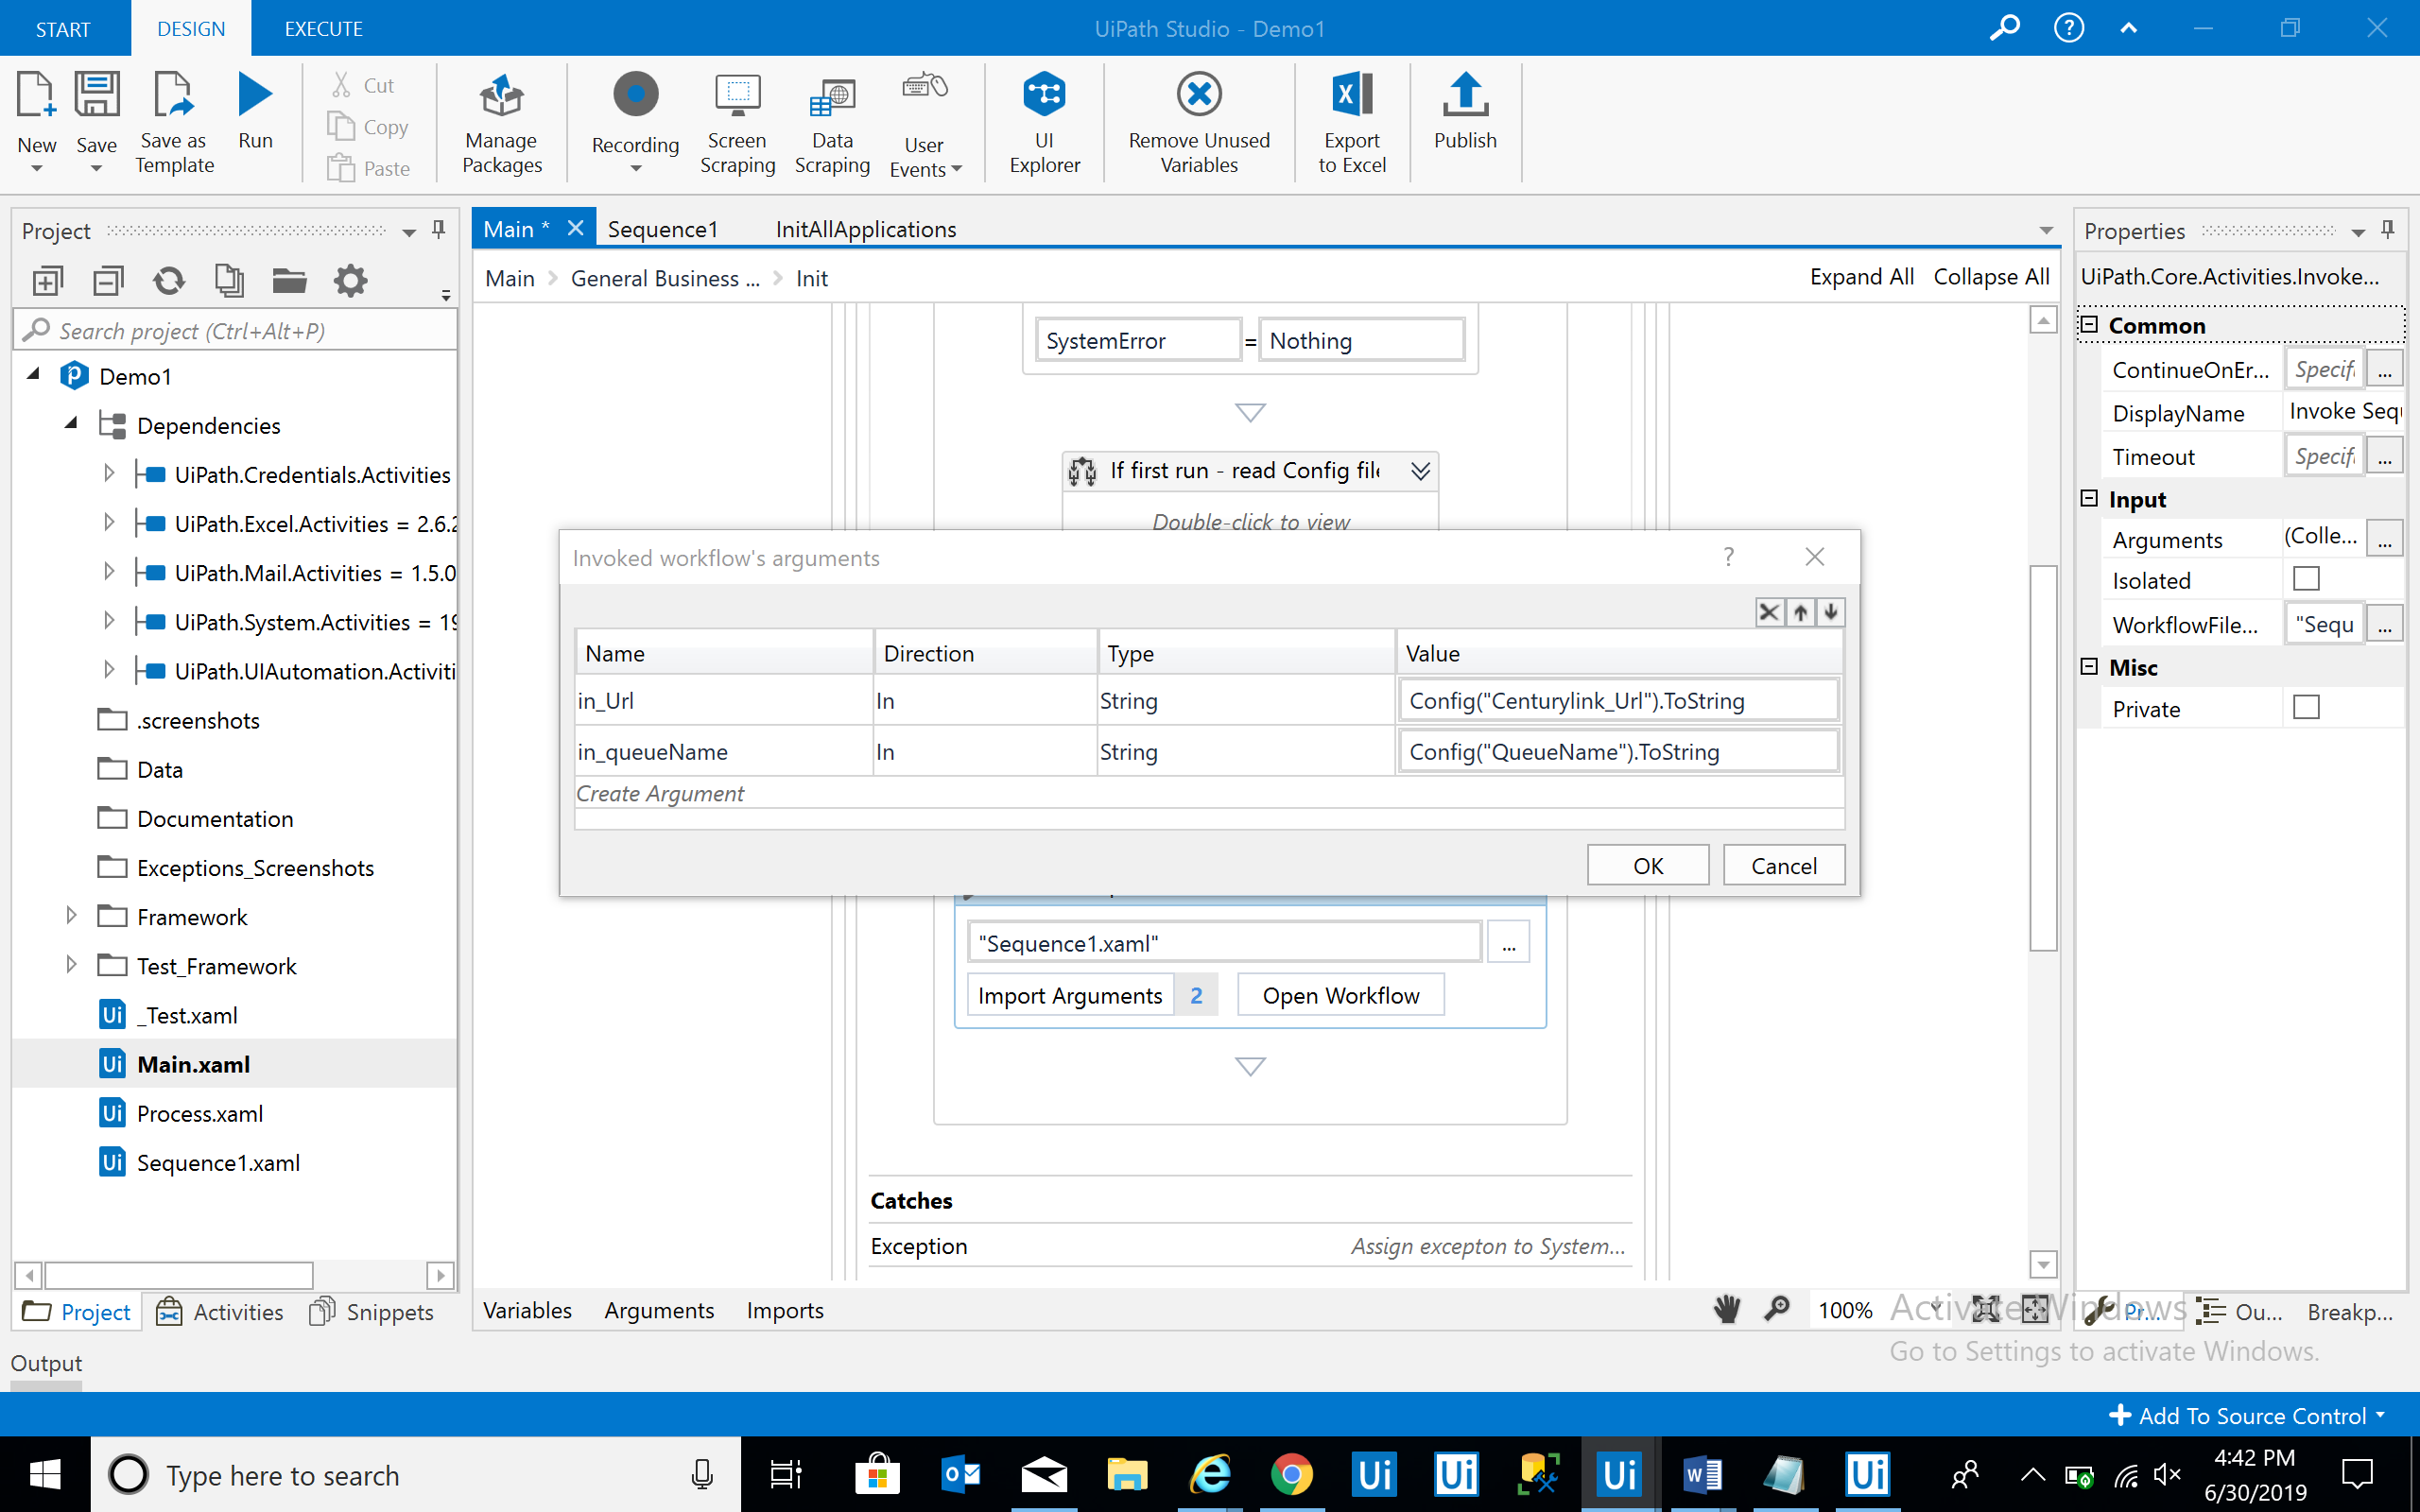 START DESIGN EXECUTE UiPath Studio - Demo1
New Save Save as Template Run
Cut
Copy
Paste
Manage Packages
Recording
Screen Scraping
Data Scraping
User Events
UI Explorer
Remove Unused Variables
Export to Excel
Publish
Project
Search project (Ctrl+Alt+P)
Demo1
Dependencies
UiPath.Credentials.Activities
UiPath.Excel.Activities = 2.6.2
UiPath.Mail.Activities = 1.5.0
UiPath.System.Activities = 19
UiPath.UIAutomation.Activiti
.screenshots
Data
Documentation
Exceptions_Screenshots
Framework
Test_Framework
_Test.xaml
Main.xaml
Process.xaml
Sequence1.xaml
Project Activities Snippets
Main * Sequence1 InitAllApplications
Main > General Business ... > Init Expand All Collapse All
SystemError = Nothing
If first run - read Config file
Double-click to view
Invoked workflow's arguments ?
Name Direction Type Value
in_Url In String Config("Centurylink_Url").ToString
in_queueName In String Config("QueueName").ToString
Create Argument
OK Cancel
"Sequence1.xaml" ...
Import Arguments 2 Open Workflow
Catches
Exception Assign excepton to System...
Variables Arguments Imports 100%
Properties
UiPath.Core.Activities.Invoke...
Common
ContinueOnEr... Specif ...
DisplayName Invoke Seq
Timeout Specif ...
Input
Arguments (Colle... ...
Isolated
WorkflowFile... "Sequ ...
Misc
Private
Pr... Ou... Breakp...
Activate Windows
Go to Settings to activate Windows.
Output
Add To Source Control
Type here to search
4:42 PM
6/30/2019